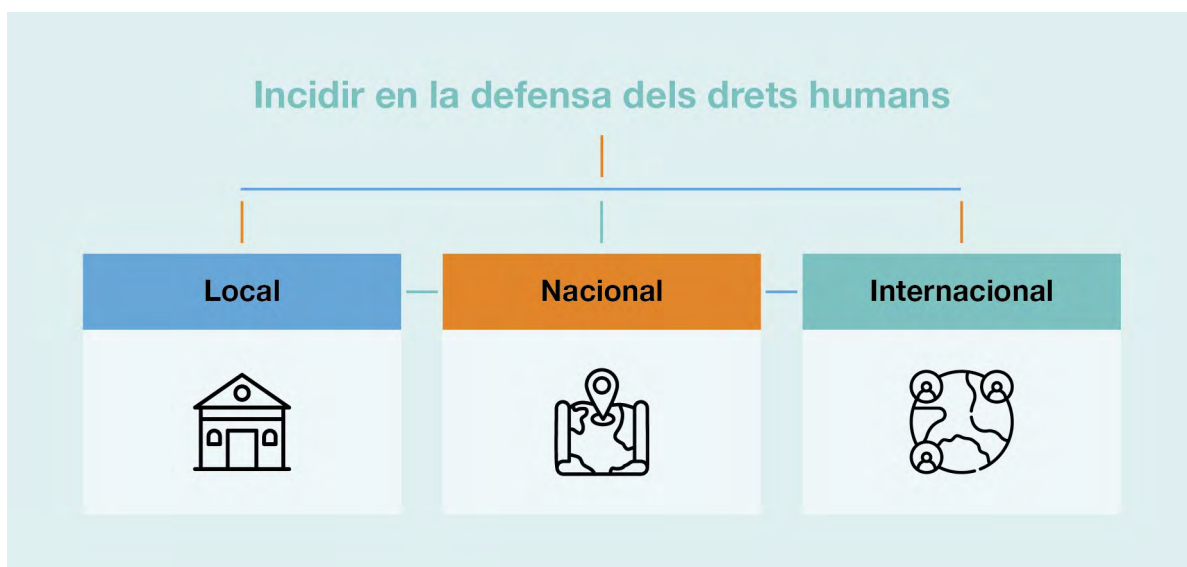 Incidir en la defensa dels drets humans
Local
Nacional
Internacional